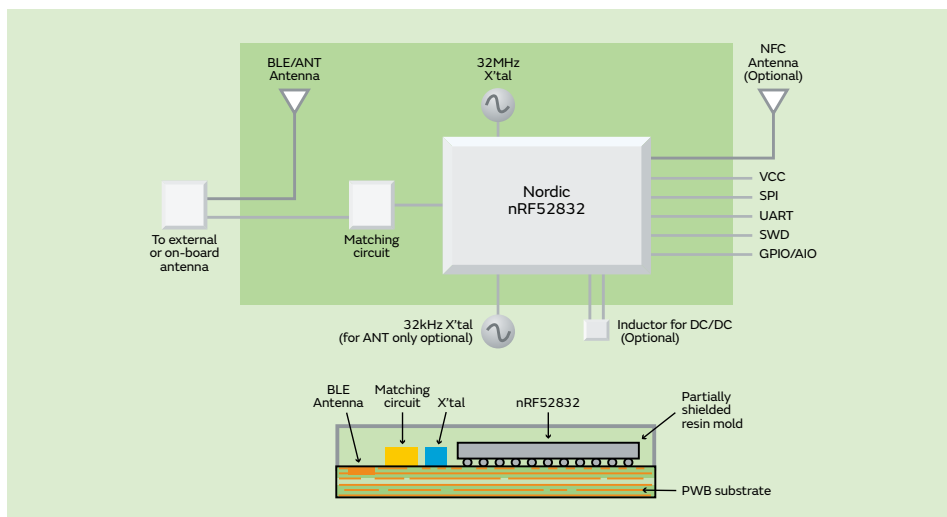 BLE/ANT
Antenna
32MHz
X'tal
NFC
Antenna
(Optional)
Nordic
nRF52832
VCC
SPI
UART
SWD
GPIO/AIO
To external
or on-board
antenna
Matching
circuit
32kHz X'tal
(for ANT only optional)
Inductor for DC/DC
(Optional)
BLE
Antenna
Matching
circuit
X'tal
nRF52832
Partially
shielded
resin mold
PWB substrate